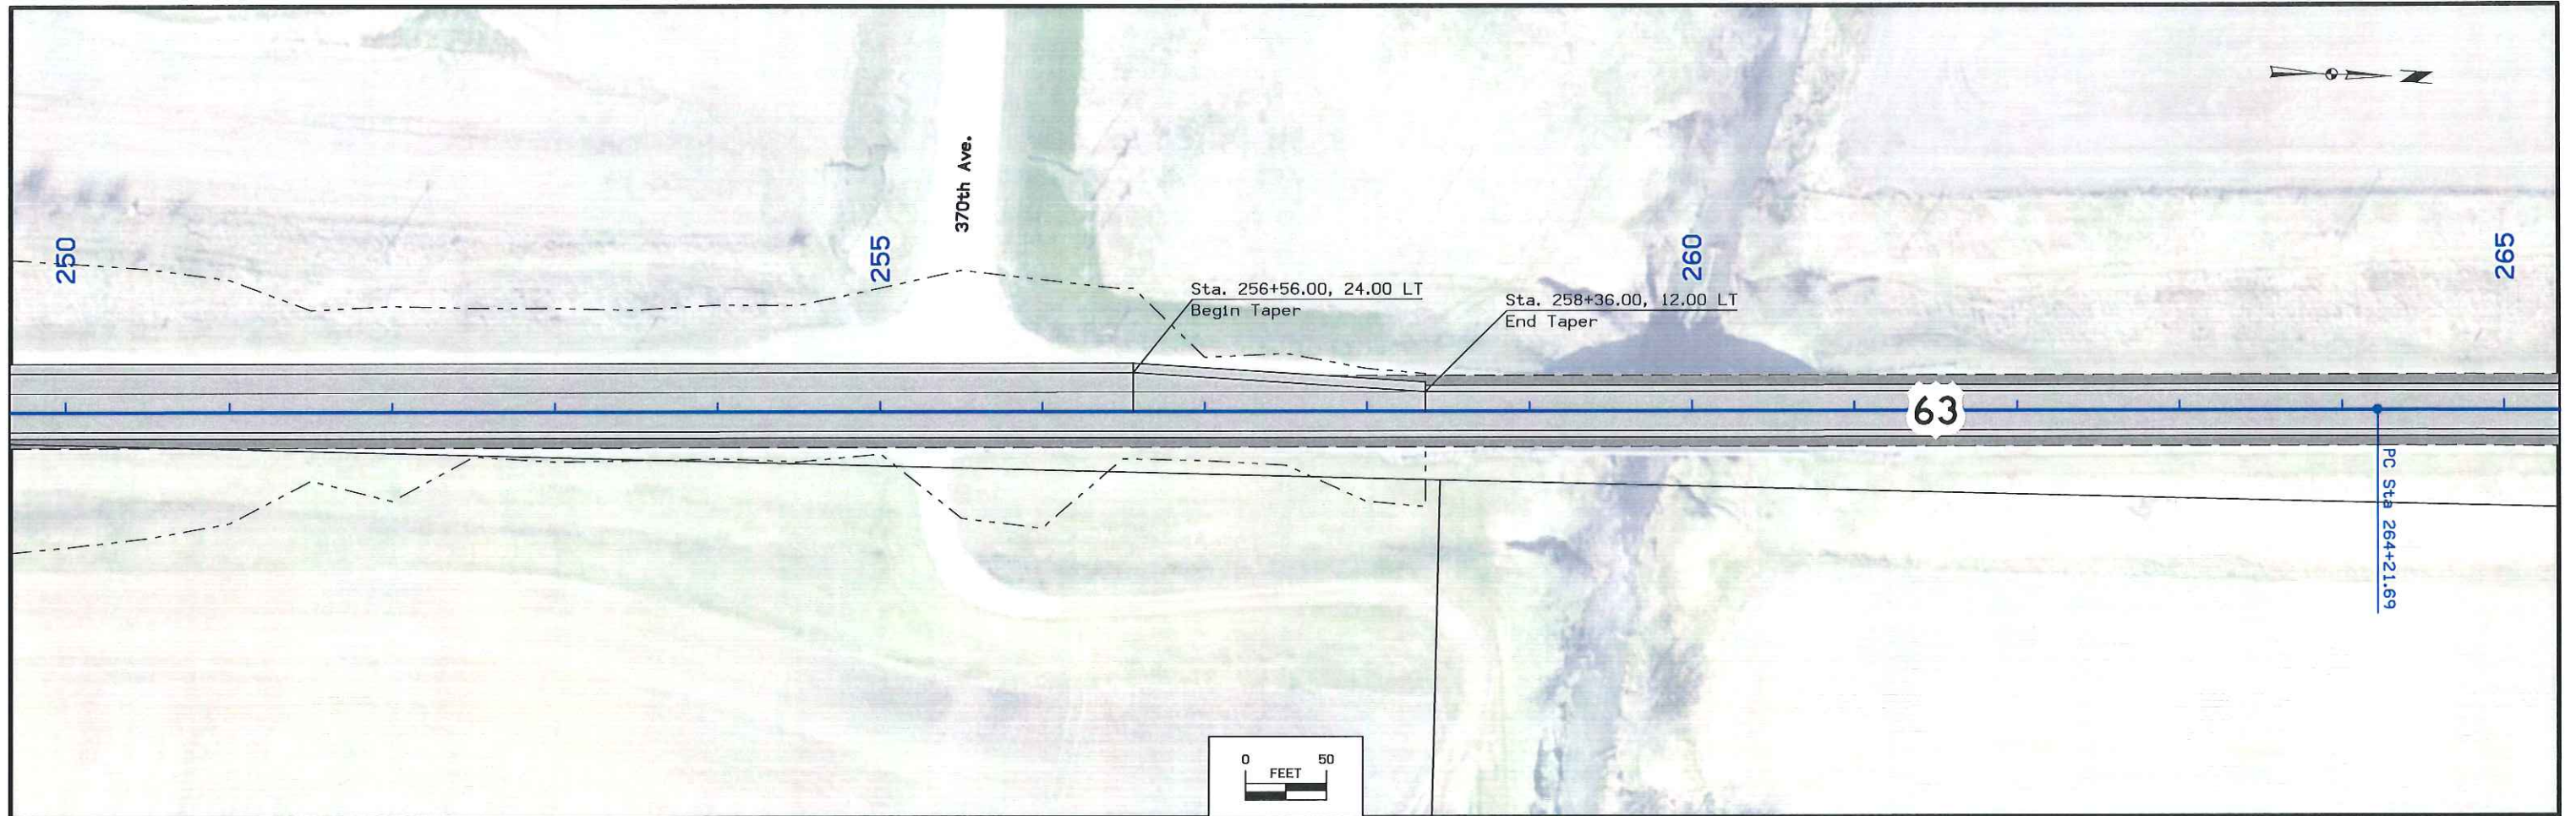 370th Ave.
250
255
260
265
Sta. 256+56.00, 24.00 LT
Begin Taper
Sta. 258+36.00, 12.00 LT
End Taper
63
PC Sta 264+21.69
0 50
FEET
N